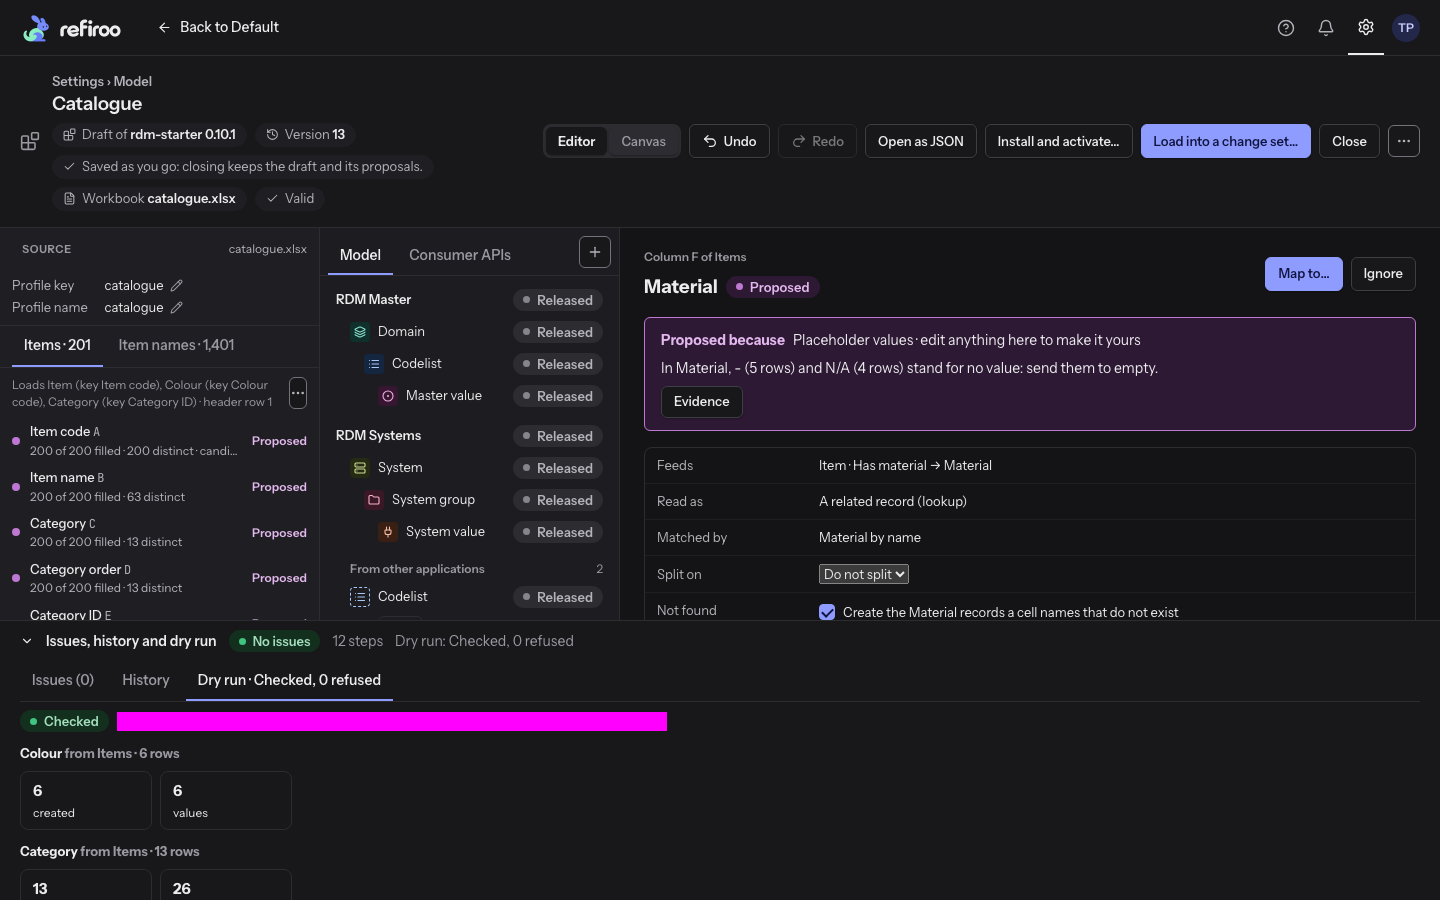 refiroo
Back to Default
TP
Settings › Model
Catalogue
Draft of rdm-starter 0.10.1
Version 13
Saved as you go: closing keeps the draft and its proposals.
Workbook catalogue.xlsx
Valid
Editor
Canvas
Undo
Redo
Open as JSON
Install and activate...
Load into a change set...
Close
SOURCE
catalogue.xlsx
Profile key catalogue
Profile name catalogue
Items · 201
Item names · 1,401
Loads Item (key Item code), Colour (key Colour
code), Category (key Category ID) · header row 1
Item code A
200 of 200 filled · 200 distinct · candi...
Proposed
Item name B
200 of 200 filled · 63 distinct
Proposed
Category C
200 of 200 filled · 13 distinct
Proposed
Category order D
200 of 200 filled · 13 distinct
Proposed
Category ID E
Model
Consumer APIs
RDM Master Released
Domain Released
Codelist Released
Master value Released
RDM Systems Released
System Released
System group Released
System value Released
From other applications 2
Codelist Released
Column F of Items
Material Proposed
Map to...
Ignore
Proposed because Placeholder values · edit anything here to make it yours
In Material, - (5 rows) and N/A (4 rows) stand for no value: send them to empty.
Evidence
Feeds Item · Has material → Material
Read as A related record (lookup)
Matched by Material by name
Split on Do not split
Not found Create the Material records a cell names that do not exist
Issues, history and dry run No issues 12 steps Dry run: Checked, 0 refused
Issues (0)
History
Dry run · Checked, 0 refused
Checked
Colour from Items · 6 rows
6
created
6
values
Category from Items · 13 rows
13
26